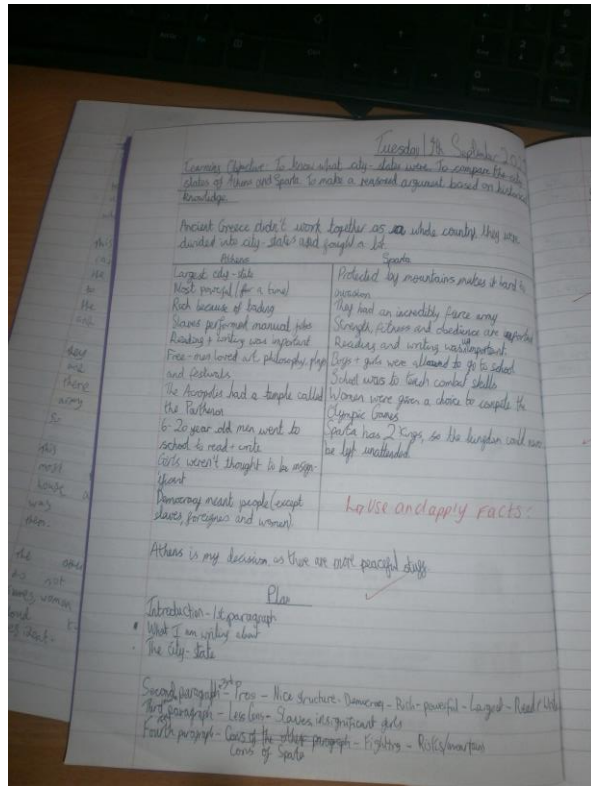 Tuesday 19th September
Learning Objective: To know what city-states were. To compare the city-
states of Athens and Sparta. To make a reasoned argument based on historical
knowledge.
Ancient Greece didn't work together as a whole country, they were
divided into city-states and fought a lot.
Athens
Largest city-state
Most powerful (for a time)
Rich because of trading
Slaves performed manual jobs
Reading + writing was important
Free-men loved art, philosophy, plays
and festivals
The Acropolis had a temple called
the Parthenon
6-20 year old men went to
school to read + write
Girls weren't thought to be insign-
ificant
Democracy meant people (except
slaves, foreigners and women)
Sparta
Protected by mountains makes it hard to
invasion
They had an incredibly fierce army
Strength, fitness and obedience are important
Reading and writing was unimportant.
Boys + girls were allowed to go to school
School was to teach combat skills
Women were given a choice to compete the
Olympic Games
Sparta has 2 Kings, so the kingdom could never
be left unattended
Use and apply facts:
Athens is my decision, as there are more peaceful stuff
Plan
Introduction - 1st paragraph
What I am writing about
The city-state
Second paragraph - Pros - Nice structure - Democracy - Rich - powerful - Largest - Read/Write
Third paragraph - Less Cons - Slaves, insignificant girls
Fourth paragraph - Cons of the other paragraph - Fighting -
Cons of Sparta